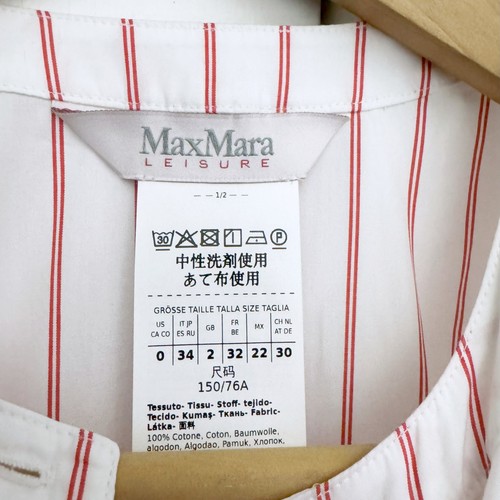 MaxMara
LEISURE
— — 1/2 — —
30 P
中性洗剤使用
あて布使用
GRÖSSE TAILLE TALLA SIZE TAGLIA
US CA CO IT JP ES RU GB FR BE MX CH NL AT DE
0 34 2 32 22 30
尺码
150/76A
Tessuto- Tissu- Stoff- tejido-
Tecido- Kumaş- Ткань- Fabric-
Látka- 面料
100% Cotone, Coton, Baumwolle,
algodon, Algodao, Pamuk, Хлопок,